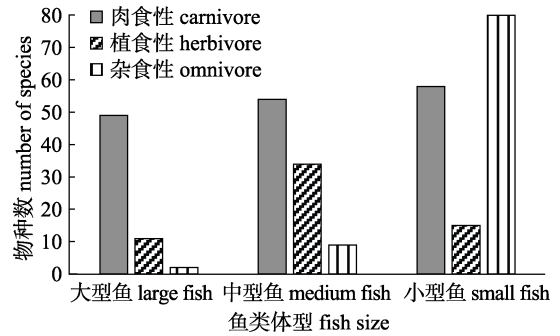 80
70
60
50
40
30
20
10
0
物种数 number of species
肉食性 carnivore
植食性 herbivore
杂食性 omnivore
大型鱼 large fish 中型鱼 medium fish 小型鱼 small fish
鱼类体型 fish size